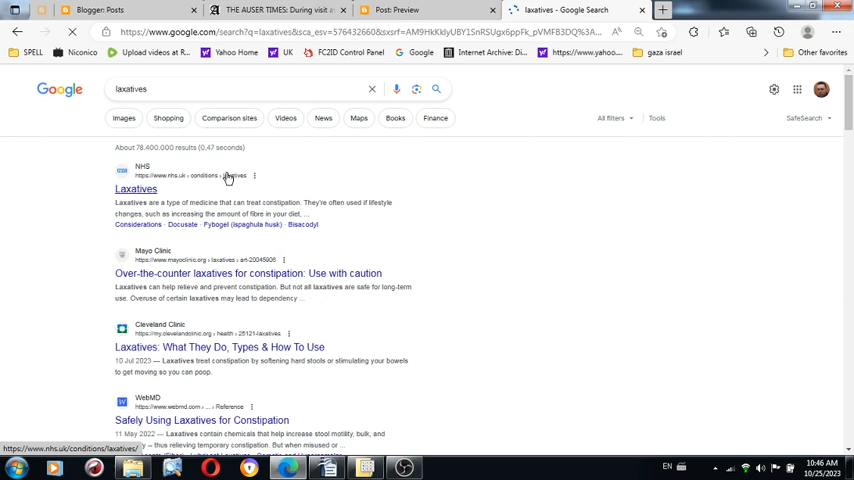 Blogger: Posts
THE AUSER TIMES: During visit a
Post: Preview
laxatives - Google Search
https://www.google.com/search?q=laxatives&sca_esv=576432660&sxsrf=
SPELL
Niconico
Upload videos at R...
Yahoo Home
UK
FC2ID Control Panel
Google
Internet Archive: Di...
https://www.yahoo....
gaza israel
Other favorites
Google
laxatives
Images
Shopping
Comparison sites
Videos
News
Maps
Books
Finance
All filters
Tools
SafeSearch
About 78.400.000 results (0,47 seconds)
NHS
https://www.nhs.uk › conditions › laxatives
Laxatives
Laxatives are a type of medicine that can treat constipation. They're often used if lifestyle
changes, such as increasing the amount of fibre in your diet, ...
Considerations · Docusate · Fybogel (ispaghula husk) · Bisacodyl
Mayo Clinic
https://www.mayoclinic.org › laxatives › art-20045906
Over-the-counter laxatives for constipation: Use with caution
Laxatives can help relieve and prevent constipation. But not all laxatives are safe for long-term
use. Overuse of certain laxatives may lead to dependency ...
Cleveland Clinic
https://my.clevelandclinic.org › health › 25121-laxatives
Laxatives: What They Do, Types & How To Use
10 Jul 2023 — Laxatives treat constipation by softening hard stools or stimulating your bowels
to get moving so you can poop.
WebMD
https://www.webmd.com › ... › Reference
Safely Using Laxatives for Constipation
11 May 2022 — Laxatives contain chemicals that help increase stool motility, bulk, and
frequency -- thus relieving temporary constipation. But when misused or ...
https://www.nhs.uk/conditions/laxatives/
EN
10:46 AM
10/25/2023